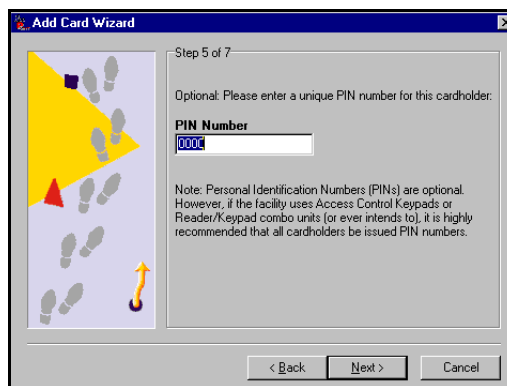 Add Card Wizard
Step 5 of 7
Optional: Please enter a unique PIN number for this cardholder:
PIN Number
0000
Note: Personal Identification Numbers (PINs) are optional.
However, if the facility uses Access Control Keypads or
Reader/Keypad combo units (or ever intends to), it is highly
recommended that all cardholders be issued PIN numbers.
< Back
Next >
Cancel